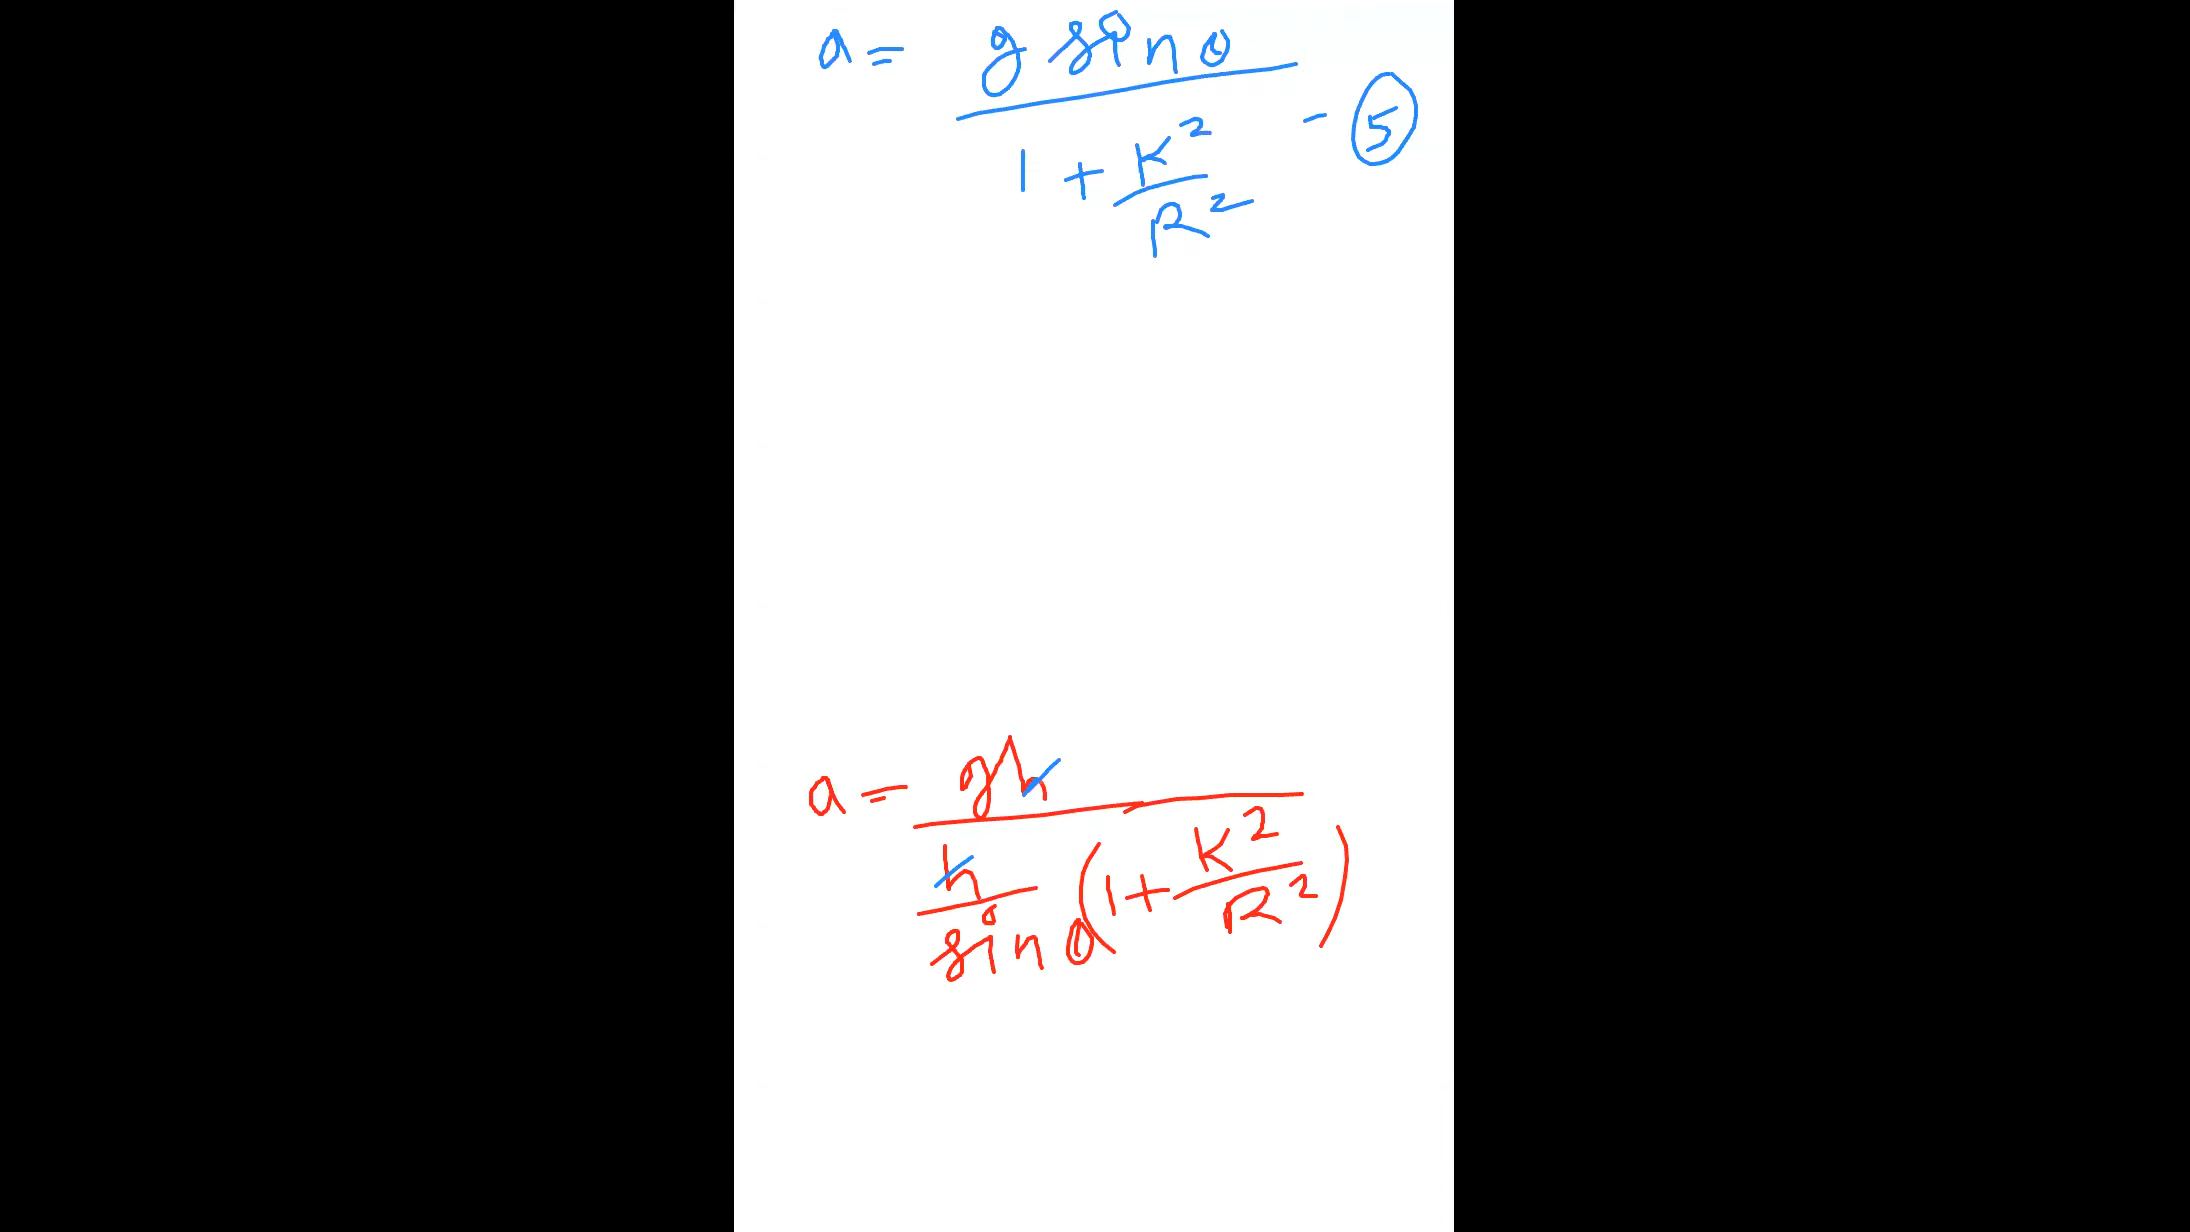 a = g sin θ / (1 + K²/R²) - ⑤
a = gh / (h/sin θ (1 + K²/R²))